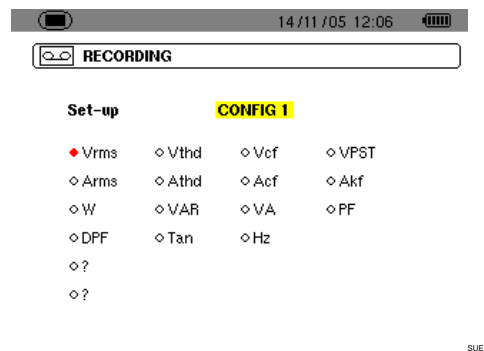 14/11/05 12:06
RECORDING
Set-up CONFIG 1
Vrms Vthd Vcf VPST
Arms Athd Acf Akf
W VAR VA PF
DPF Tan Hz
?
?
SUE